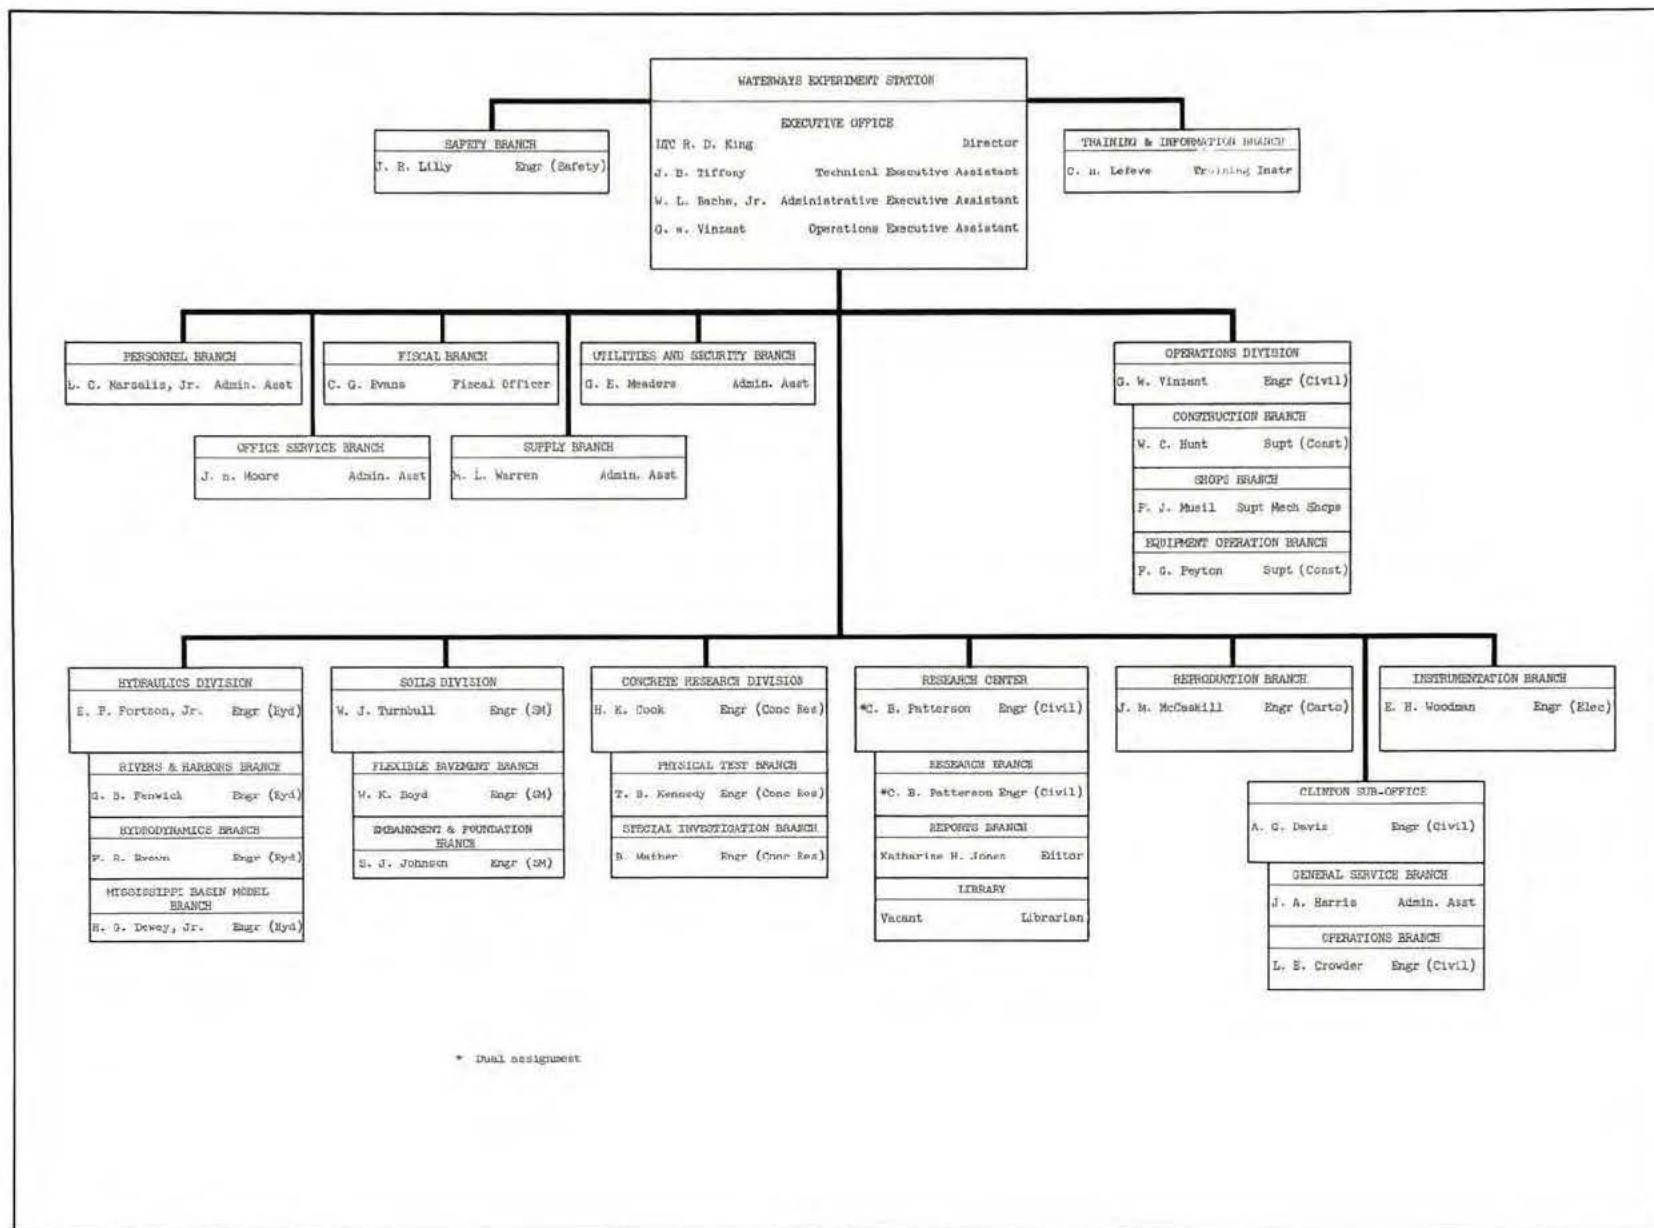 WATERWAYS EXPERIMENT STATION
EXECUTIVE OFFICE
LTC R. D. King Director
J. B. Tiffony Technical Executive Assistant
W. L. Bache, Jr. Administrative Executive Assistant
G. W. Vinzant Operations Executive Assistant
SAFETY BRANCH
J. R. Lilly Engr (Safety)
TRAINING & INFORMATION BRANCH
C. H. Lefeve Training Instr
PERSONNEL BRANCH
L. C. Marsalis, Jr. Admin. Asst
FISCAL BRANCH
C. G. Evans Fiscal Officer
UTILITIES AND SECURITY BRANCH
G. E. Meaders Admin. Asst
OFFICE SERVICE BRANCH
J. Moore Admin. Asst
SUPPLY BRANCH
L. Warren Admin. Asst
OPERATIONS DIVISION
G. W. Vinzant Engr (Civil)
CONSTRUCTION BRANCH
W. C. Hunt Supt (Const)
SHOPS BRANCH
F. J. Musil Supt Mech Shops
EQUIPMENT OPERATION BRANCH
F. G. Peyton Supt (Const)
HYDRAULICS DIVISION
E. P. Fortson, Jr. Engr (Hyd)
RIVERS & HARBORS BRANCH
G. B. Fenwick Engr (Hyd)
HYDRODYNAMICS BRANCH
F. R. Brown Engr (Hyd)
MISSISSIPPI BASIN MODEL
BRANCH
H. G. Dewey, Jr. Engr (Hyd)
SOILS DIVISION
W. J. Turnbull Engr (SM)
FLEXIBLE PAVEMENT BRANCH
W. K. Boyd Engr (SM)
EMBANKMENT & FOUNDATION
BRANCH
S. J. Johnson Engr (SM)
CONCRETE RESEARCH DIVISION
H. K. Cook Engr (Conc Res)
PHYSICAL TEST BRANCH
T. B. Kennedy Engr (Conc Res)
SPECIAL INVESTIGATION BRANCH
B. Mather Engr (Conc Res)
RESEARCH CENTER
*C. B. Patterson Engr (Civil)
RESEARCH BRANCH
*C. B. Patterson Engr (Civil)
REPORTS BRANCH
Katharine H. Jones Editor
LIBRARY
Vacant Librarian
REPRODUCTION BRANCH
J. M. McCaskill Engr (Carto)
INSTRUMENTATION BRANCH
E. H. Woodman Engr (Elec)
CLINTON SUB-OFFICE
A. G. Davis Engr (Civil)
GENERAL SERVICE BRANCH
J. A. Harris Admin. Asst
OPERATIONS BRANCH
L. E. Crowder Engr (Civil)
* Dual assignment